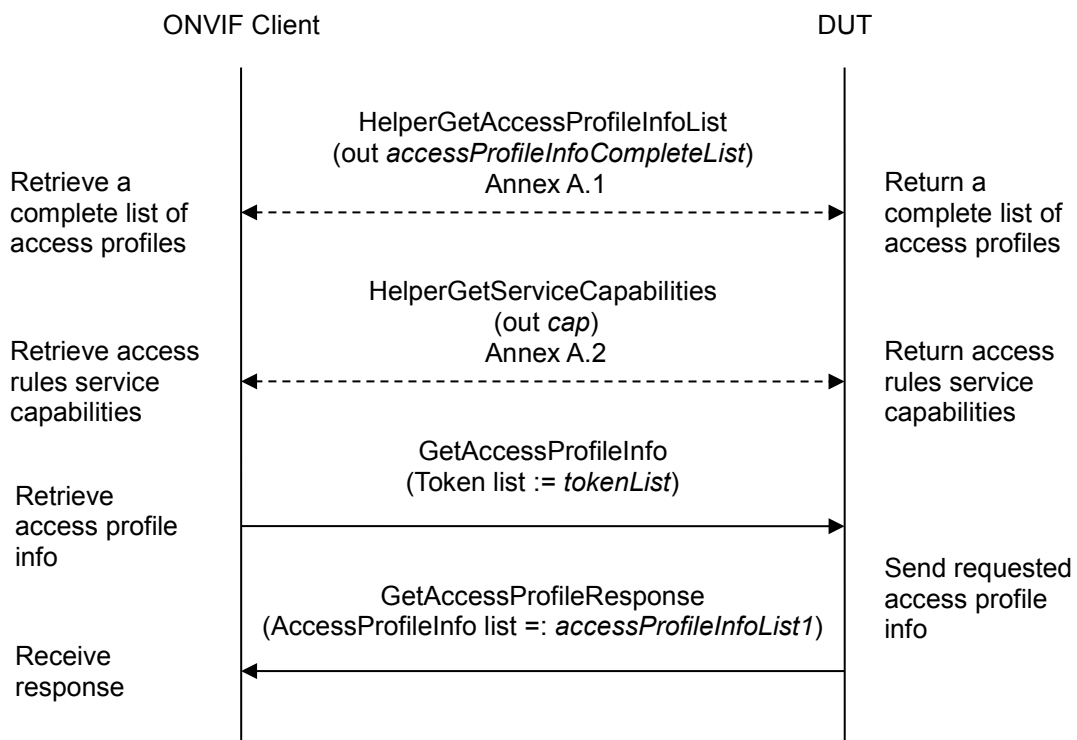 ONVIF Client
DUT
HelperGetAccessProfileInfoList
(out accessProfileInfoCompleteList)
Annex A.1
Retrieve a
complete list of
access profiles
Return a
complete list of
access profiles
HelperGetServiceCapabilities
(out cap)
Annex A.2
Retrieve access
rules service
capabilities
Return access
rules service
capabilities
GetAccessProfileInfo
(Token list := tokenList)
Retrieve
access profile
info
GetAccessProfileResponse
(AccessProfileInfo list =: accessProfileInfoList1)
Send requested
access profile
info
Receive
response